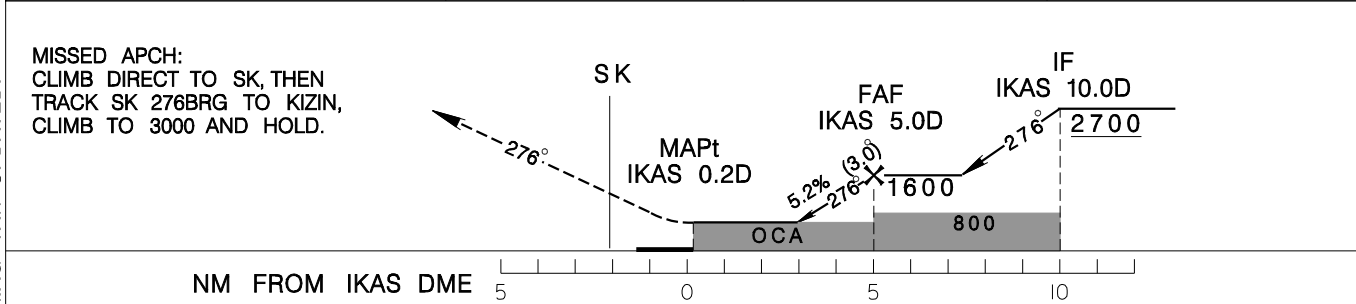 MISSED APCH:
CLIMB DIRECT TO SK, THEN
TRACK SK 276BRG TO KIZIN,
CLIMB TO 3000 AND HOLD.
SK
276°
MAPt
IKAS 0.2D
FAF
IKAS 5.0D
IF
IKAS 10.0D
2700
276°
5.2% (3.0°)
276°
1600
OCA
800
NM FROM IKAS DME
5 0 5 10